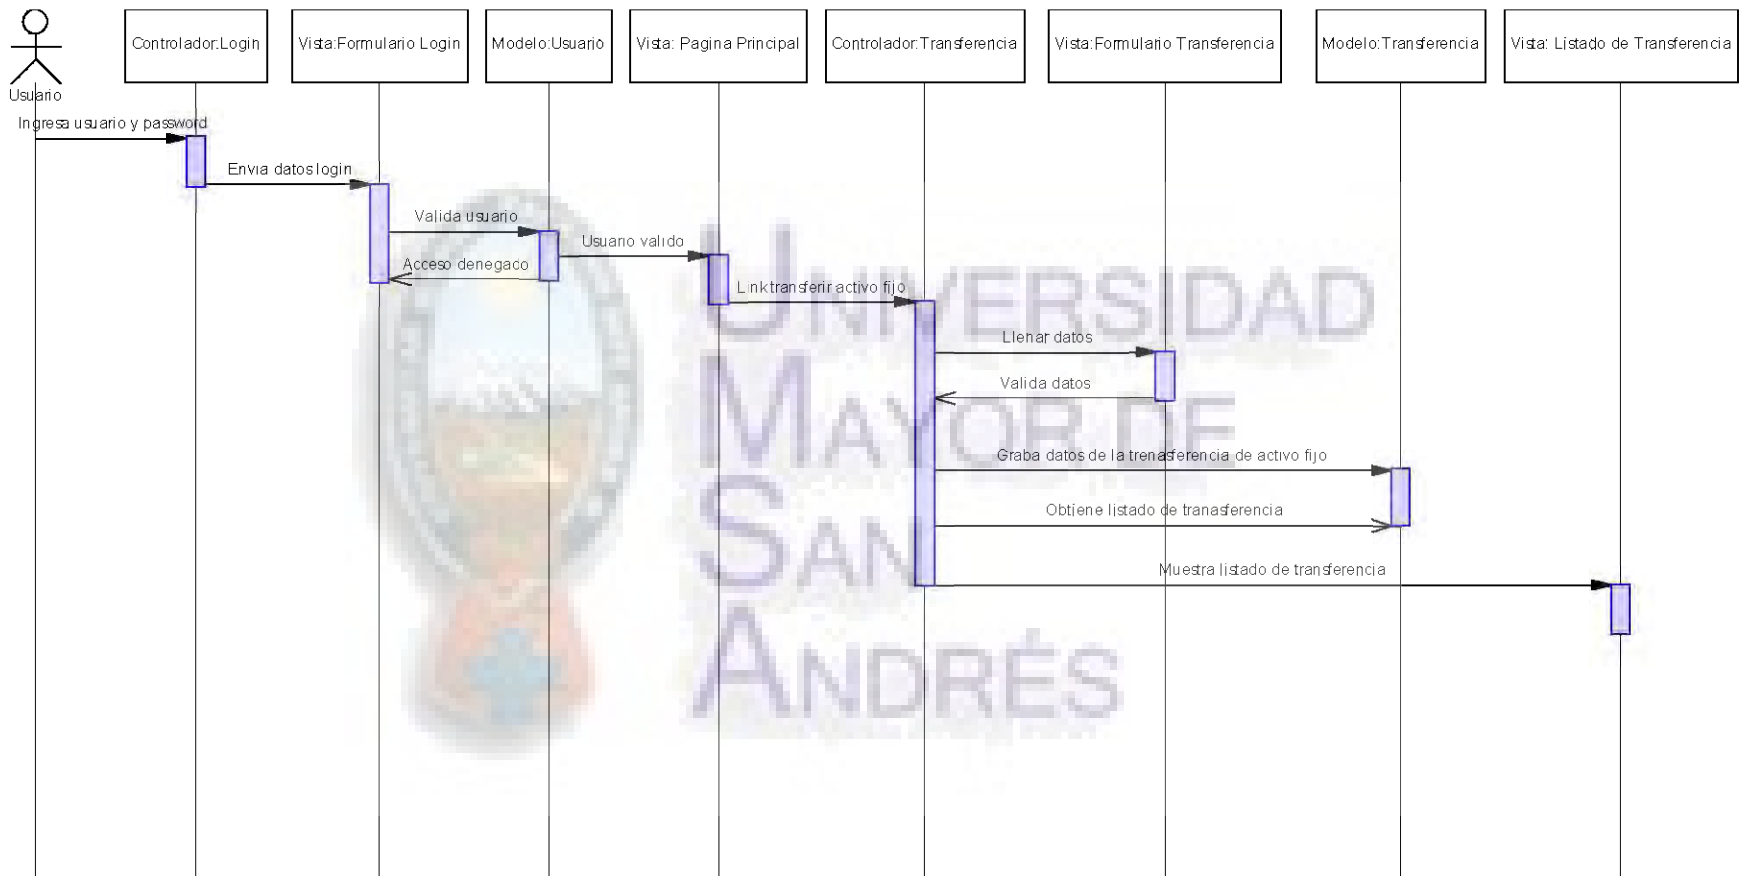 Controlador:Login
Vista:Formulario Login
Modelo:Usuario
Vista: Pagina Principal
Controlador:Transferencia
Vista:Formulario Transferencia
Modelo:Transferencia
Vista: Listado de Transferencia
Usuario
Ingresa usuario y password
Envia datos login
Valida usuario
Usuario valido
Acceso denegaco
Link transferir activo fijo
Llenar datos
Valida datos
Graba datos de la trenasferencia de activo fijo
Obtiene listado de tranasferencia
Muestra listado de transferencia
UNIVERSIDAD
MAYOR DE
SAN
ANDRÉS